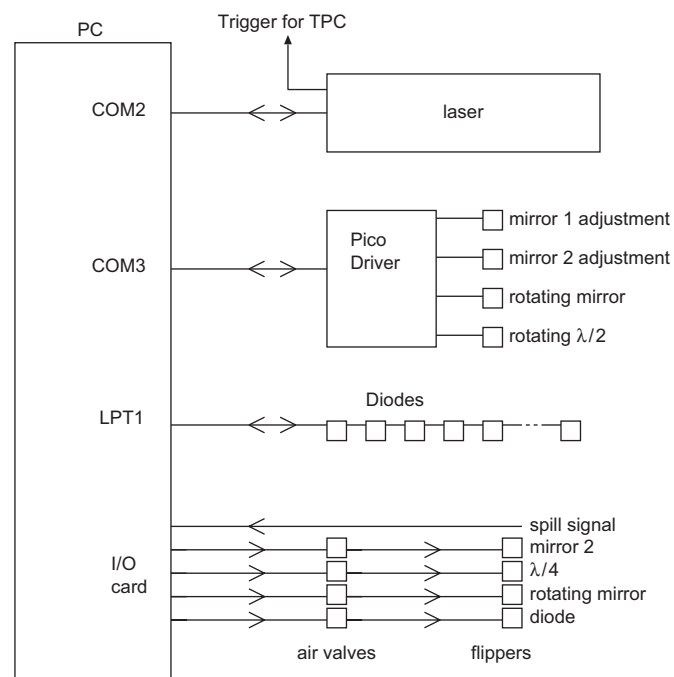 Trigger for TPC
PC
COM2
laser
COM3
Pico
Driver
mirror 1 adjustment
mirror 2 adjustment
rotating mirror
rotating λ/2
LPT1
Diodes
I/O
card
spill signal
mirror 2
λ/4
rotating mirror
diode
air valves
flippers